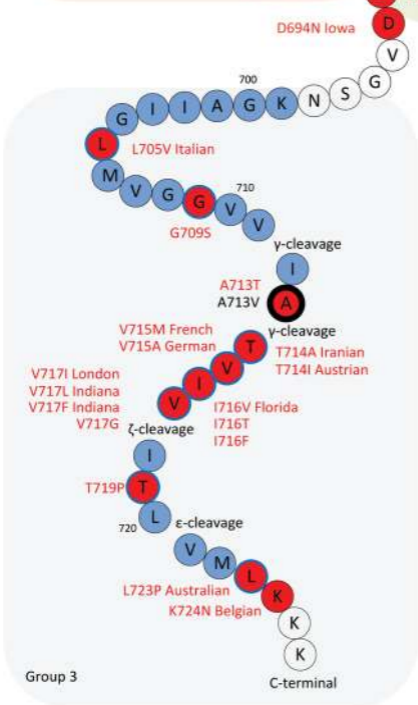 D
D694N Iowa
V
G
S
N
700
K
G
A
I
I
G
L
L705V Italian
M
V
G
G
G709S
V
710
V
γ-cleavage
I
A713T
A713V
A
γ-cleavage
V715M French
V715A German
T
T714A Iranian
T714I Austrian
V
I
V
V717I London
V717L Indiana
V717F Indiana
V717G
I716V Florida
I716T
I716F
ζ-cleavage
I
T719P
T
L
720
ε-cleavage
V
M
L
L723P Australian
K
K724N Belgian
K
K
C-terminal
Group 3